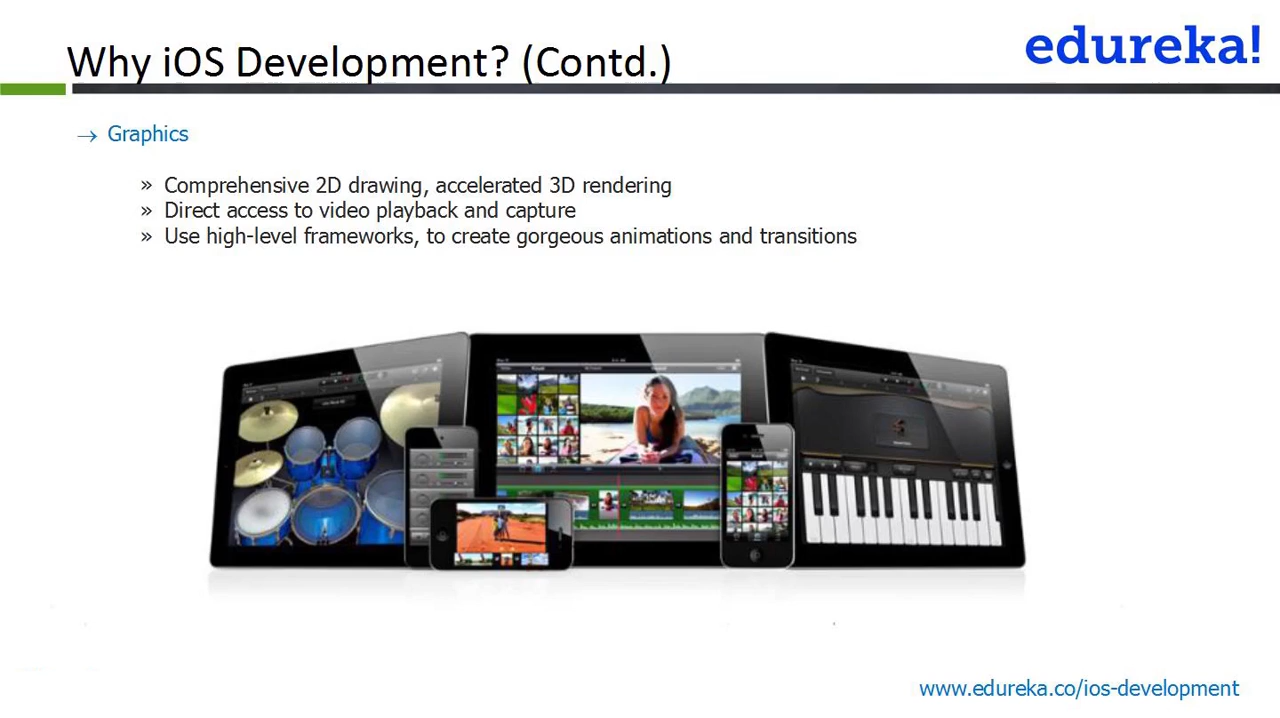 Why iOS Development? (Contd.)
edureka!
→ Graphics
» Comprehensive 2D drawing, accelerated 3D rendering
» Direct access to video playback and capture
» Use high-level frameworks, to create gorgeous animations and transitions
www.edureka.co/ios-development